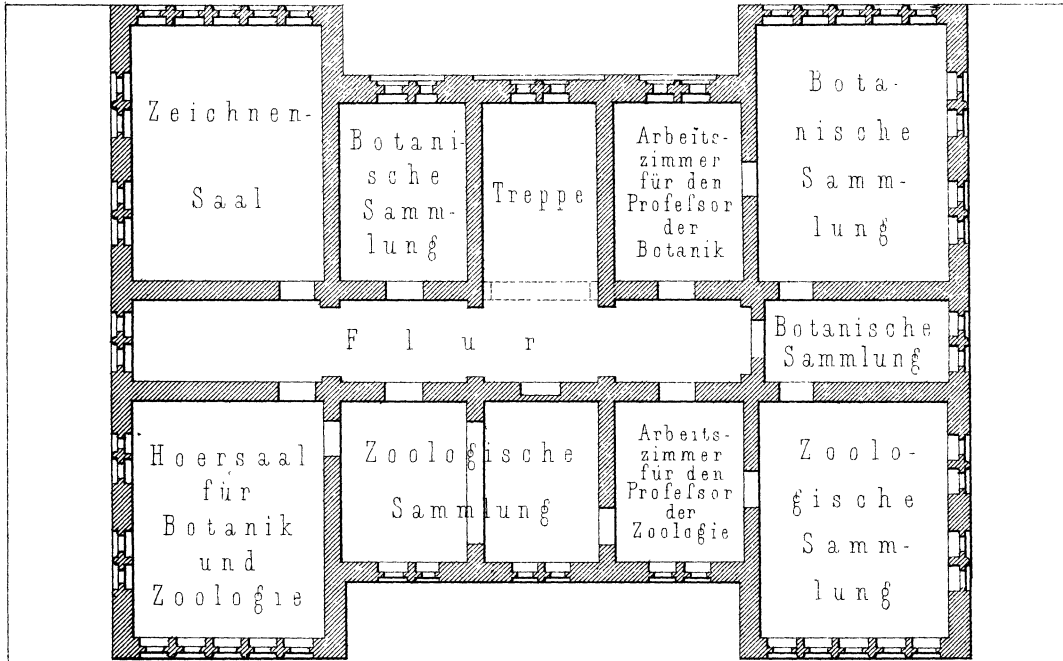 Zeichnen-
Saal
Botani-
sche
Samm-
lung
Treppe
Arbeits-
zimmer
für den
Profeſsor
der
Botanik
Bota-
nische
Samm-
lung
Flur
Botanische
Sammlung
Hoersaal
für
Botanik
und
Zoologie
Zoologische
Sammlung
Arbeits-
zimmer
für den
Profeſsor
der
Zoologie
Zoolo-
gische
Samm-
lung